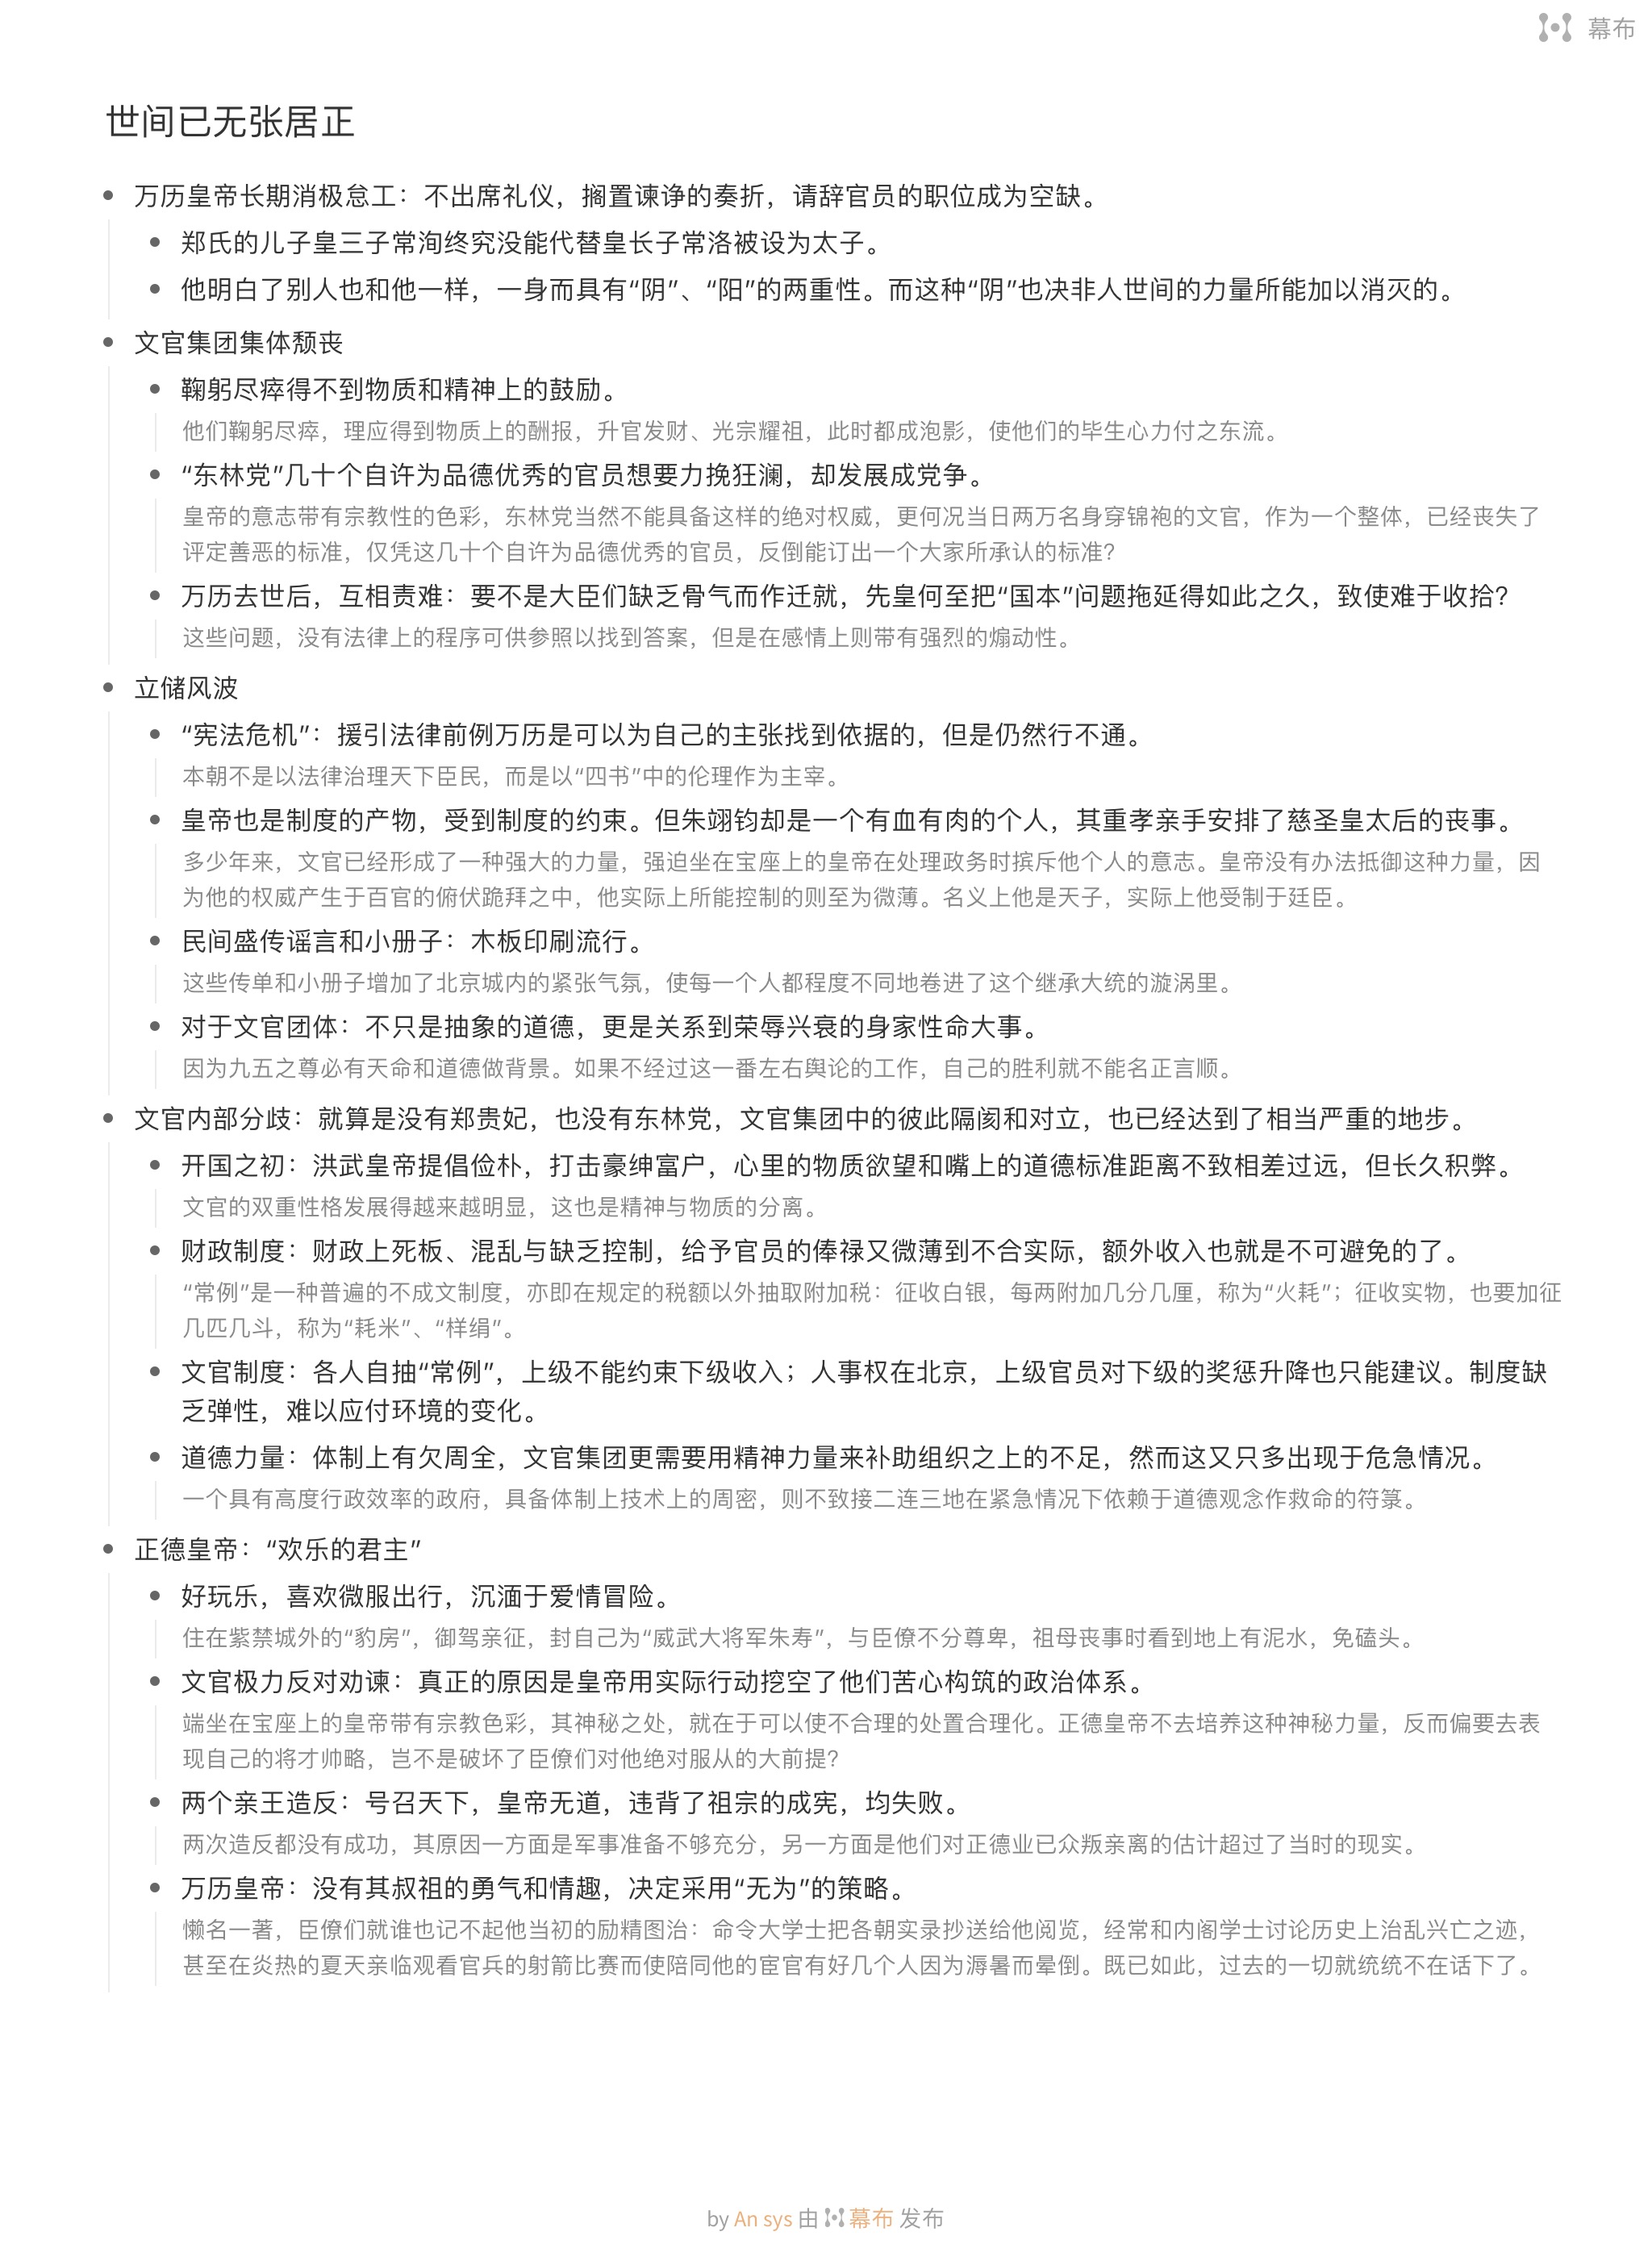 幕布
世间已无张居正
万历皇帝长期消极怠工：不出席礼仪，搁置谏诤的奏折，请辞官员的职位成为空缺。
郑氏的儿子皇三子常洵终究没能代替皇长子常洛被设为太子。
他明白了别人也和他一样，一身而具有“阴”、“阳”的两重性。而这种“阴”也决非人世间的力量所能加以消灭的。
文官集团集体颓丧
鞠躬尽瘁得不到物质和精神上的鼓励。
他们鞠躬尽瘁，理应得到物质上的酬报，升官发财、光宗耀祖，此时都成泡影，使他们的毕生心力付之东流。
“东林党”几十个自许为品德优秀的官员想要力挽狂澜，却发展成党争。
皇帝的意志带有宗教性的色彩，东林党当然不能具备这样的绝对权威，更何况当日两万名身穿锦袍的文官，作为一个整体，已经丧失了
评定善恶的标准，仅凭这几十个自许为品德优秀的官员，反倒能订出一个大家所承认的标准？
万历去世后，互相责难：要不是大臣们缺乏骨气而作迁就，先皇何至把“国本”问题拖延得如此之久，致使难于收拾？
这些问题，没有法律上的程序可供参照以找到答案，但是在感情上则带有强烈的煽动性。
立储风波
“宪法危机”：援引法律前例万历是可以为自己的主张找到依据的，但是仍然行不通。
本朝不是以法律治理天下臣民，而是以“四书”中的伦理作为主宰。
皇帝也是制度的产物，受到制度的约束。但朱翊钧却是一个有血有肉的个人，其重孝亲手安排了慈圣皇太后的丧事。
多少年来，文官已经形成了一种强大的力量，强迫坐在宝座上的皇帝在处理政务时摈斥他个人的意志。皇帝没有办法抵御这种力量，因
为他的权威产生于百官的俯伏跪拜之中，他实际上所能控制的则至为微薄。名义上他是天子，实际上他受制于廷臣。
民间盛传谣言和小册子：木板印刷流行。
这些传单和小册子增加了北京城内的紧张气氛，使每一个人都程度不同地卷进了这个继承大统的漩涡里。
对于文官团体：不只是抽象的道德，更是关系到荣辱兴衰的身家性命大事。
因为九五之尊必有天命和道德做背景。如果不经过这一番左右舆论的工作，自己的胜利就不能名正言顺。
文官内部分歧：就算是没有郑贵妃，也没有东林党，文官集团中的彼此隔阂和对立，也已经达到了相当严重的地步。
开国之初：洪武皇帝提倡俭朴，打击豪绅富户，心里的物质欲望和嘴上的道德标准距离不致相差过远，但长久积弊。
文官的双重性格发展得越来越明显，这也是精神与物质的分离。
财政制度：财政上死板、混乱与缺乏控制，给予官员的俸禄又微薄到不合实际，额外收入也就是不可避免的了。
“常例”是一种普遍的不成文制度，亦即在规定的税额以外抽取附加税：征收白银，每两附加几分几厘，称为“火耗”；征收实物，也要加征
几匹几斗，称为“耗米”、“样绢”。
文官制度：各人自抽“常例”，上级不能约束下级收入；人事权在北京，上级官员对下级的奖惩升降也只能建议。制度缺
乏弹性，难以应付环境的变化。
道德力量：体制上有欠周全，文官集团更需要用精神力量来补助组织之上的不足，然而这又只多出现于危急情况。
一个具有高度行政效率的政府，具备体制上技术上的周密，则不致接二连三地在紧急情况下依赖于道德观念作救命的符箓。
正德皇帝：“欢乐的君主”
好玩乐，喜欢微服出行，沉湎于爱情冒险。
住在紫禁城外的“豹房”，御驾亲征，封自己为“威武大将军朱寿”，与臣僚不分尊卑，祖母丧事时看到地上有泥水，免磕头。
文官极力反对劝谏：真正的原因是皇帝用实际行动挖空了他们苦心构筑的政治体系。
端坐在宝座上的皇帝带有宗教色彩，其神秘之处，就在于可以使不合理的处置合理化。正德皇帝不去培养这种神秘力量，反而偏要去表
现自己的将才帅略，岂不是破坏了臣僚们对他绝对服从的大前提？
两个亲王造反：号召天下，皇帝无道，违背了祖宗的成宪，均失败。
两次造反都没有成功，其原因一方面是军事准备不够充分，另一方面是他们对正德业已众叛亲离的估计超过了当时的现实。
万历皇帝：没有其叔祖的勇气和情趣，决定采用“无为”的策略。
懒名一著，臣僚们就谁也记不起他当初的励精图治：命令大学士把各朝实录抄送给他阅览，经常和内阁学士讨论历史上治乱兴亡之迹，
甚至在炎热的夏天亲临观看官兵的射箭比赛而使陪同他的宦官有好几个人因为溽暑而晕倒。既已如此，过去的一切就统统不在话下了。
by An sys 由幕布 发布